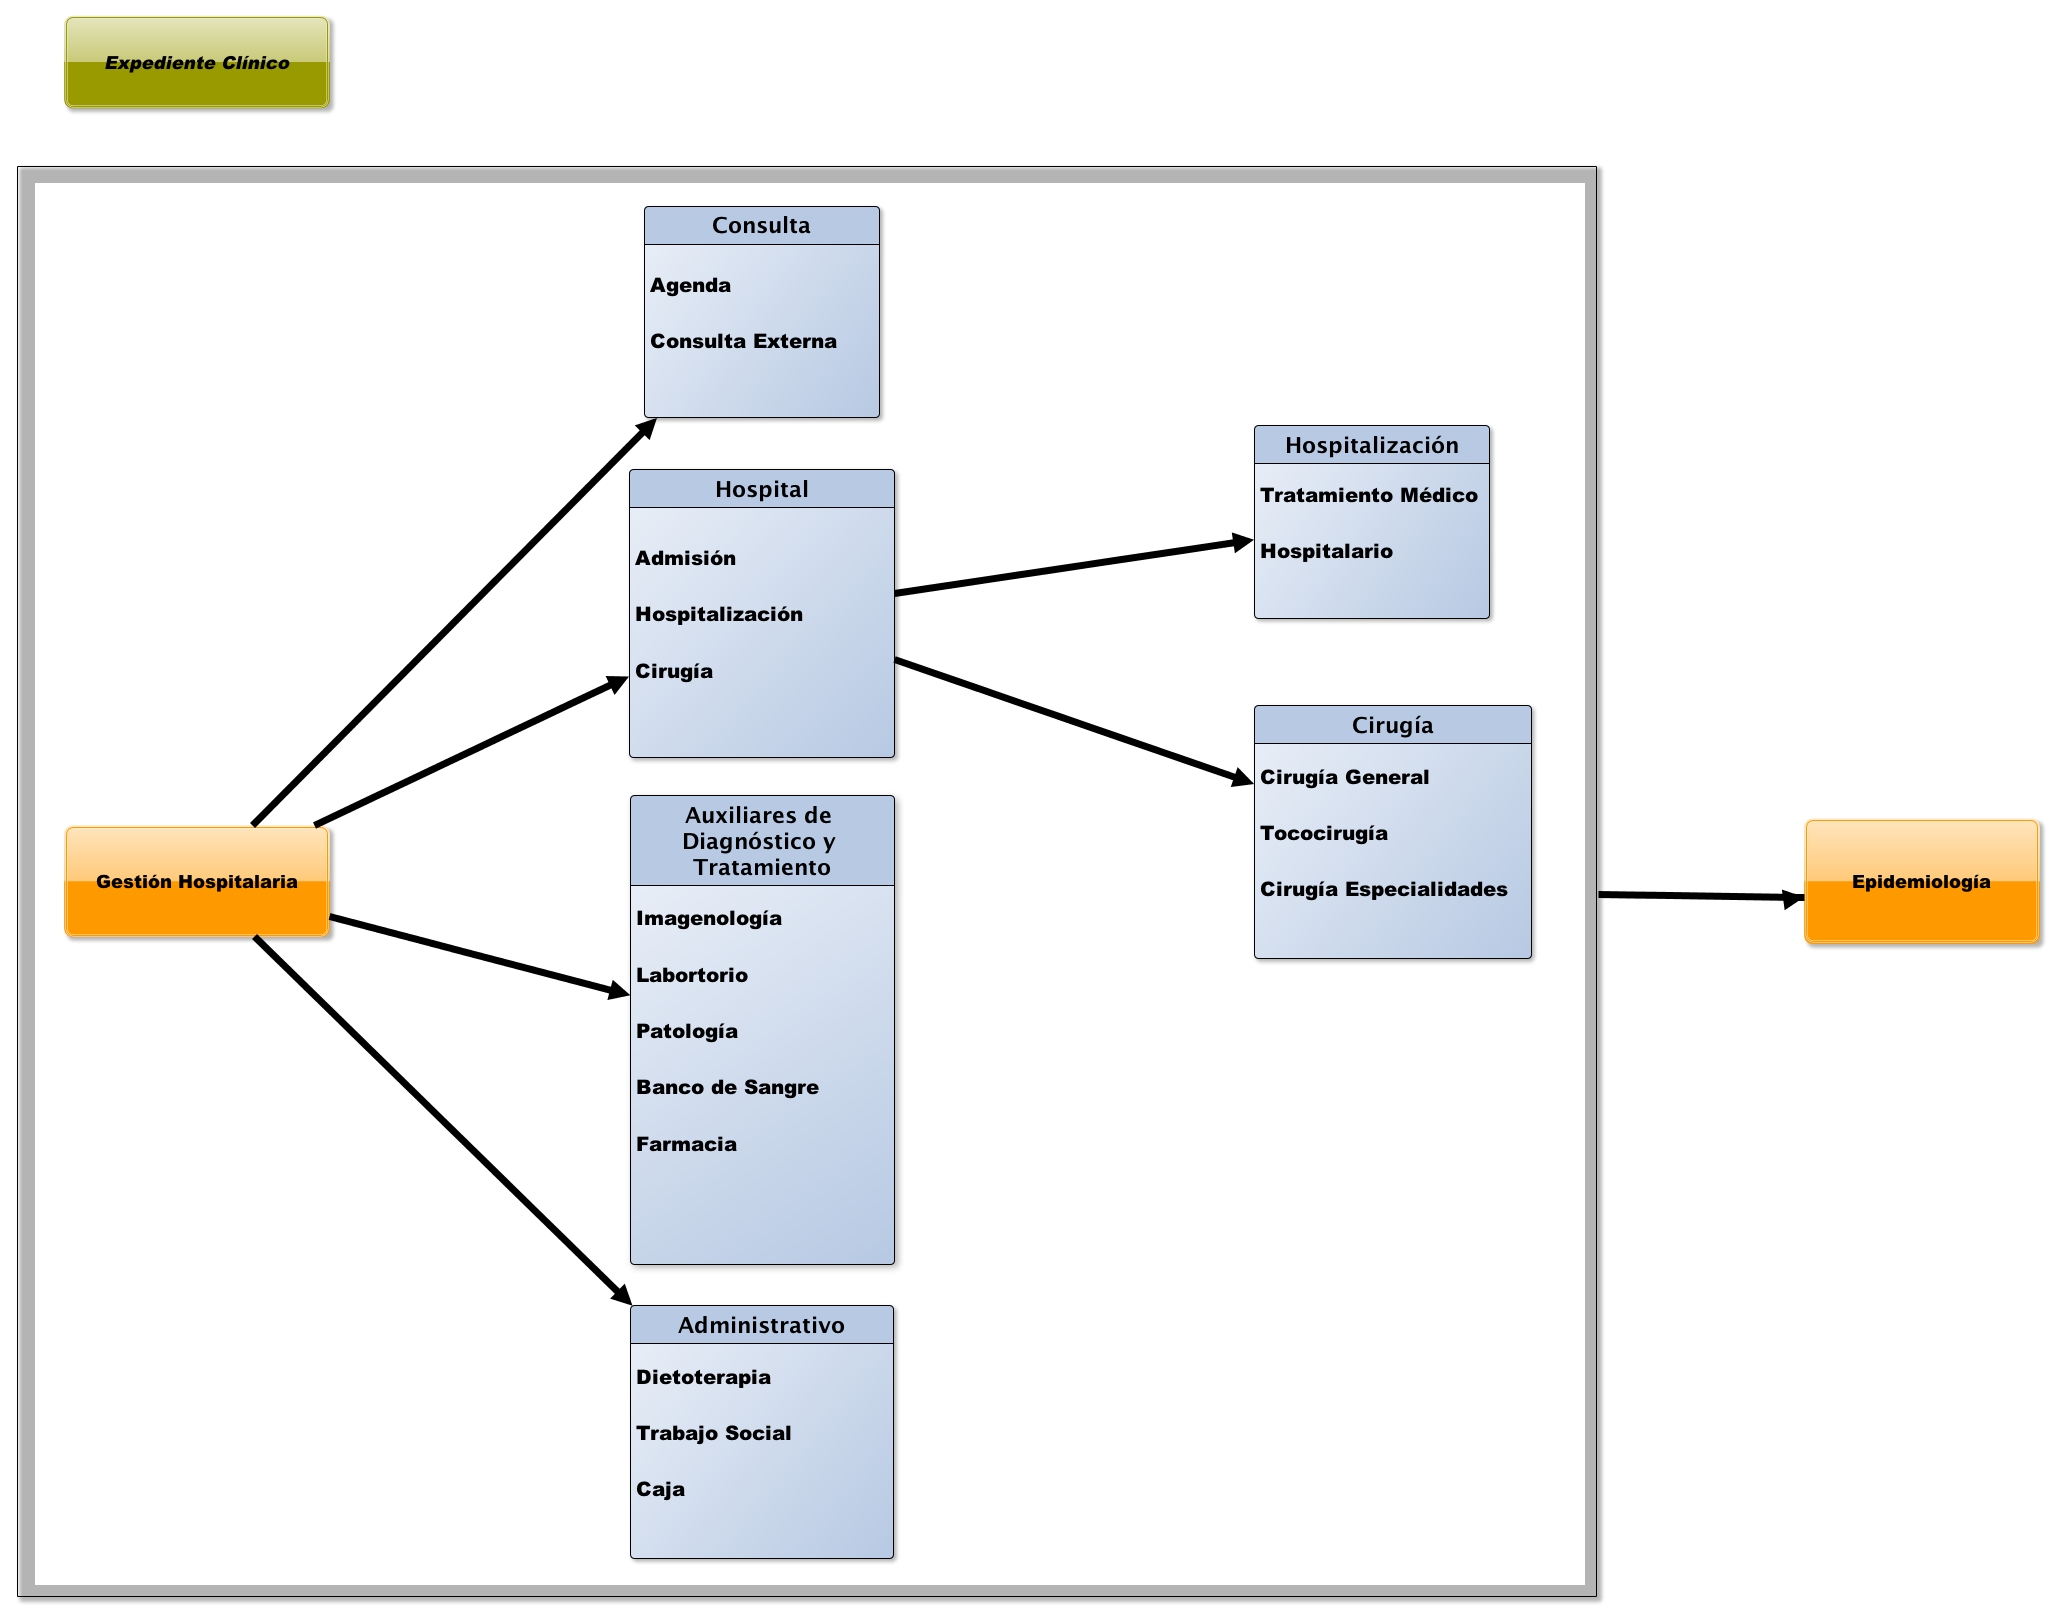 Expediente Clínico
Consulta
Agenda
Consulta Externa
Hospital
Admisión
Hospitalización
Cirugía
Hospitalización
Tratamiento Médico
Hospitalario
Cirugía
Cirugía General
Tococirugía
Cirugía Especialidades
Gestión Hospitalaria
Auxiliares de
Diagnóstico y
Tratamiento
Imagenología
Labortorio
Patología
Banco de Sangre
Farmacia
Administrativo
Dietoterapia
Trabajo Social
Caja
Epidemiología